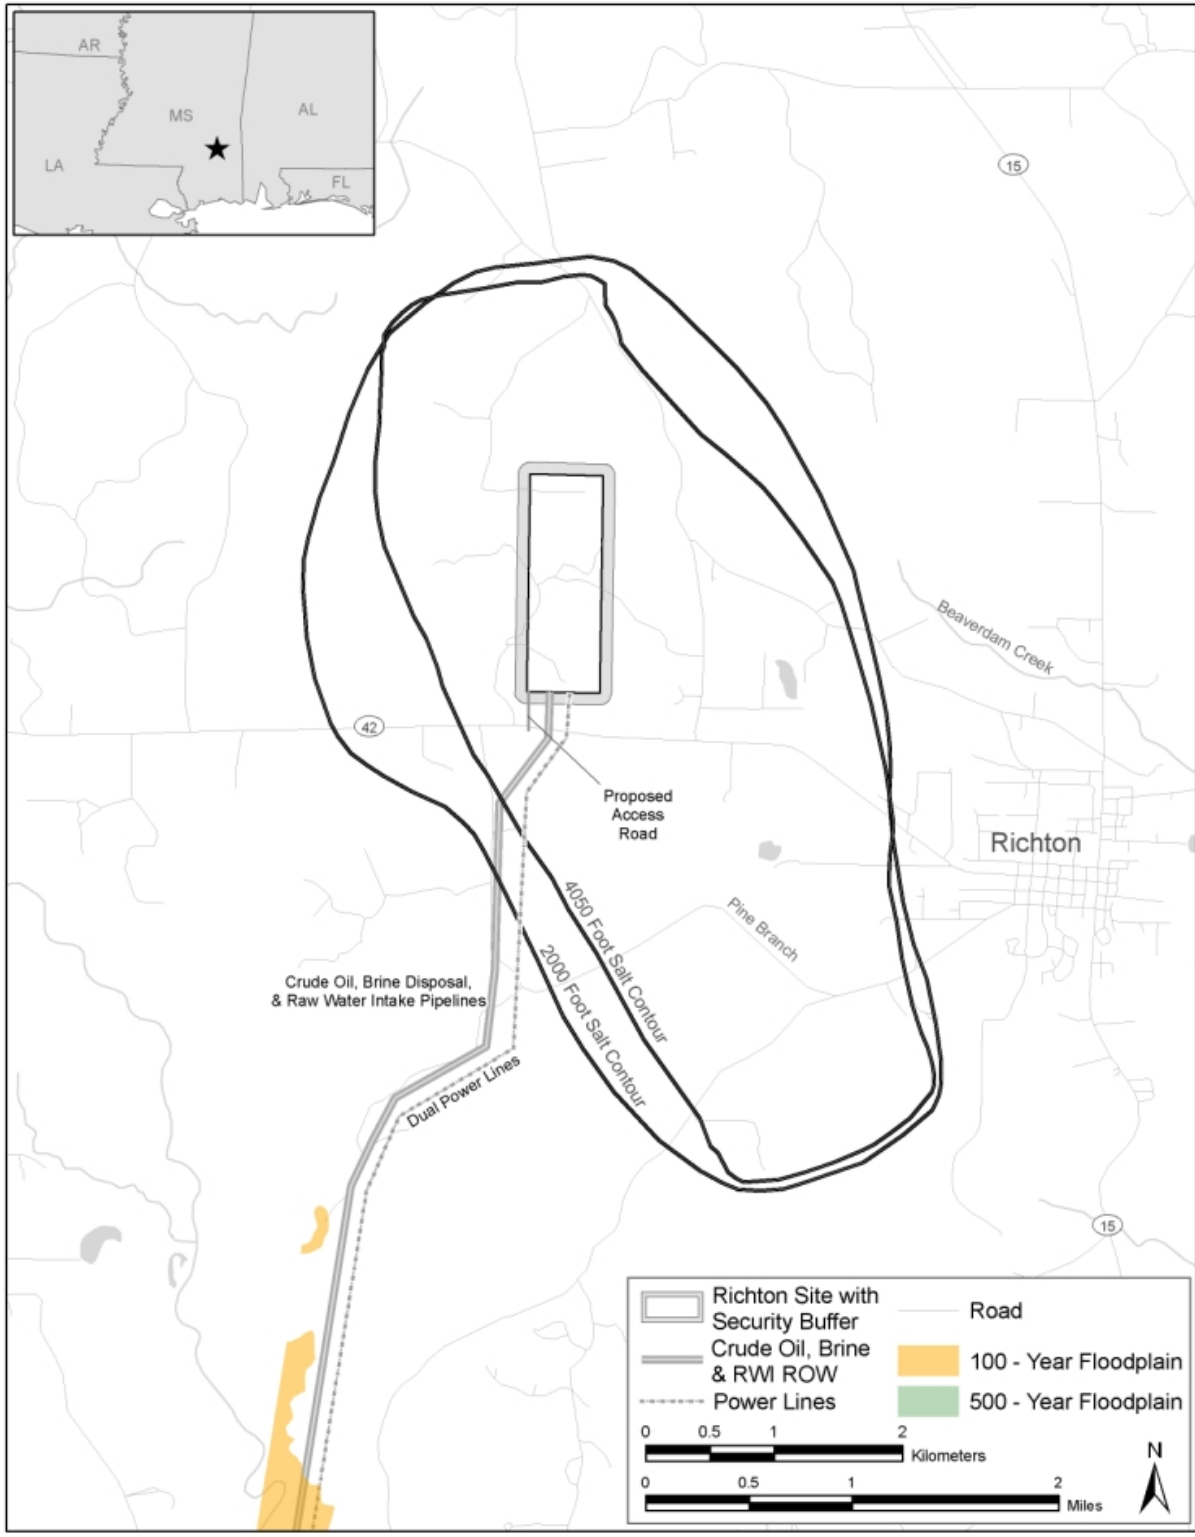 AR
MS
AL
LA
FL
15
Beaverdam Creek
42
Proposed
Access
Road
Richton
4050 Foot Salt Contour
Pine Branch
2000 Foot Salt Contour
Crude Oil, Brine Disposal,
& Raw Water Intake Pipelines
Dual Power Lines
15
Richton Site with
Security Buffer
Crude Oil, Brine
& RWI ROW
Power Lines
Road
100 - Year Floodplain
500 - Year Floodplain
0 0.5 1 2
Kilometers
0 0.5 1 2
Miles
N